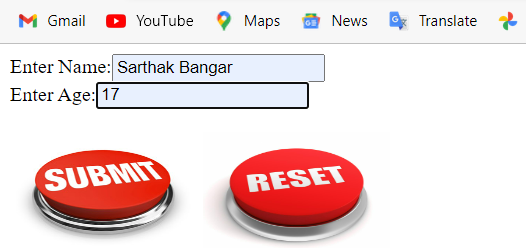 Gmail YouTube Maps News Translate
Enter Name: Sarthak Bangar
Enter Age: 17
SUBMIT RESET